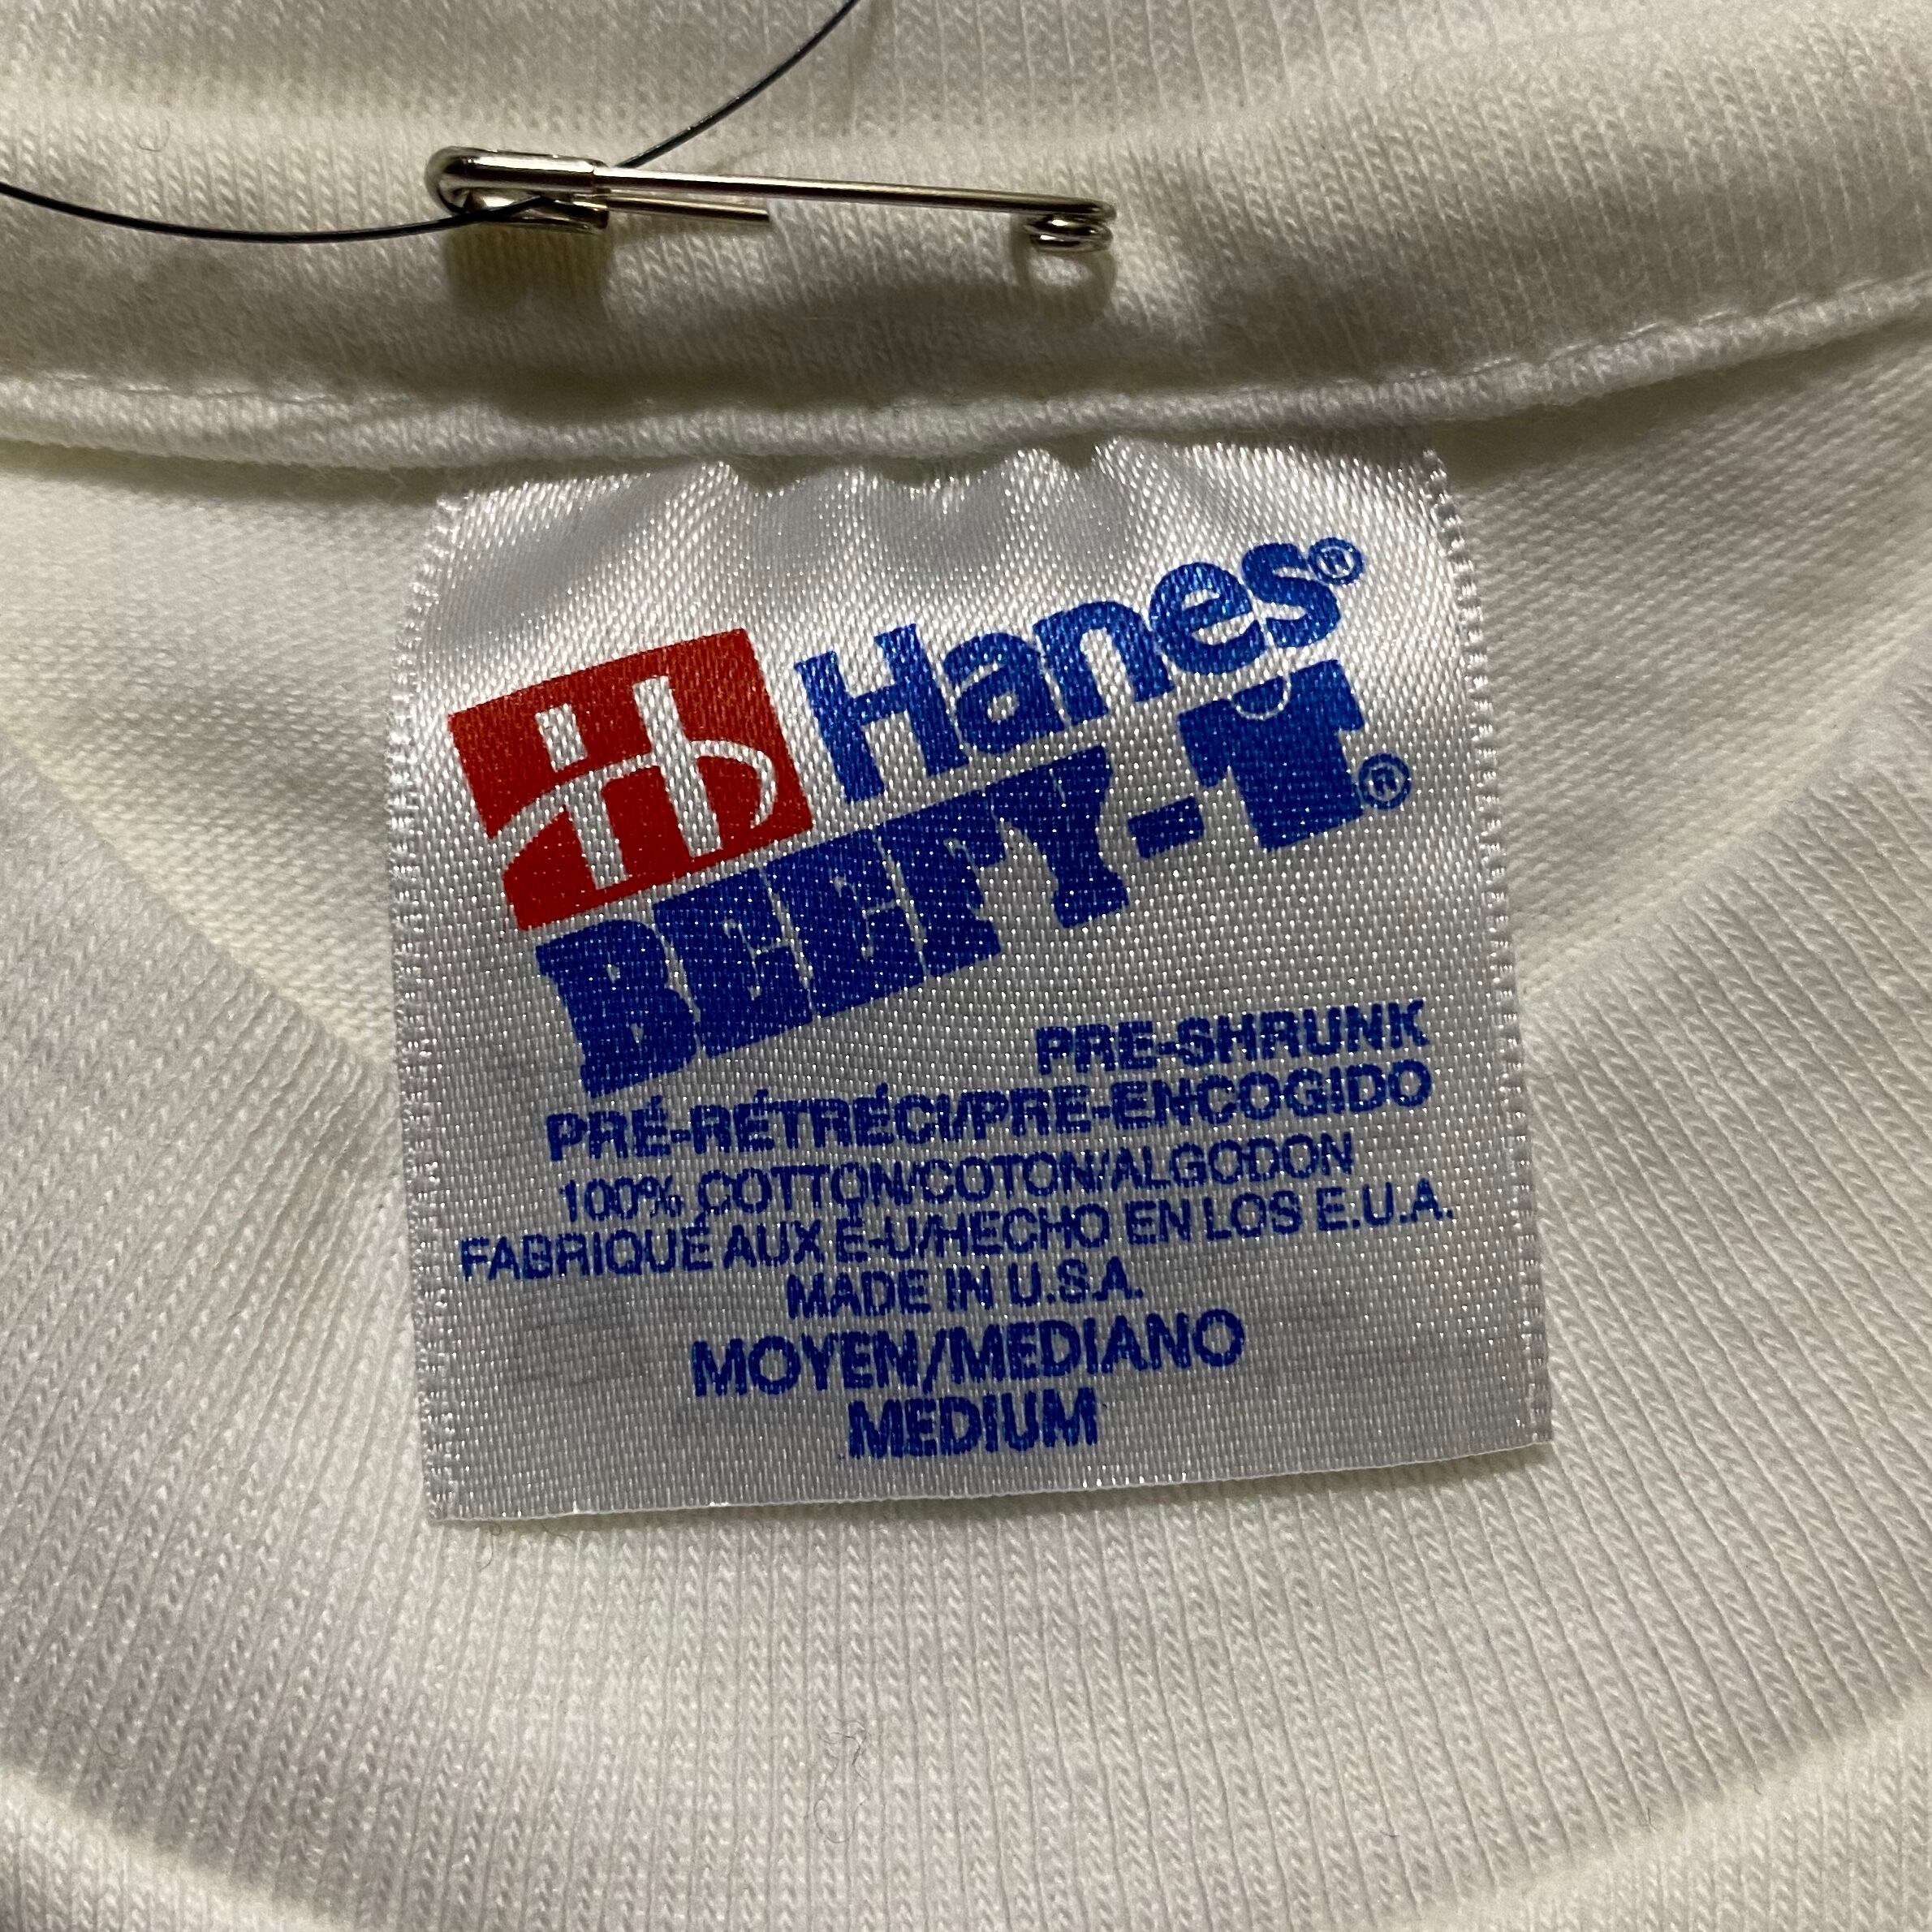 Hanes®
BEEFY-T®
PRE-SHRUNK
PRÉ-RÉTRÉCI/PRE-ENCOGIDO
100% COTTON/COTON/ALGODON
FABRIQUÉ AUX É-U/HECHO EN LOS E.U.A.
MADE IN U.S.A.
MOYEN/MEDIANO
MEDIUM